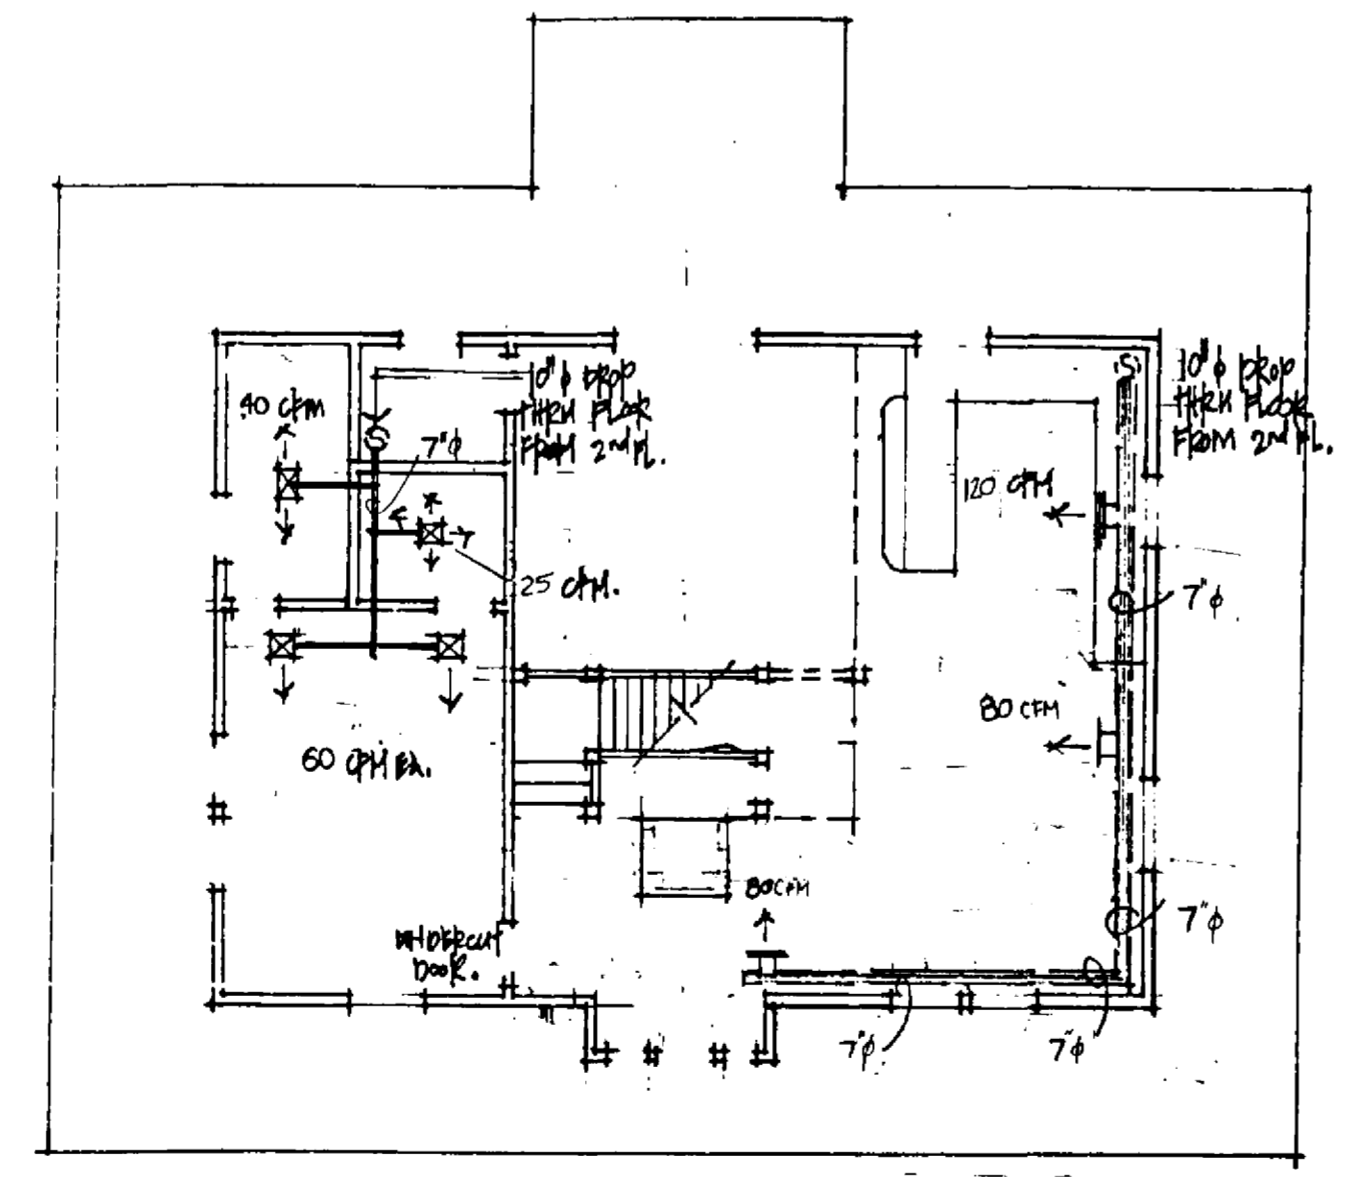 10"ϕ DROP
THRU FLOOR
FROM 2nd FL.
10"ϕ DROP
THRU FLOOR
FROM 2nd FL.
40 CFM
S
S
7"ϕ
120 CFM
25 CFM.
7"ϕ
80 CFM
60 CFM EA.
80 CFM
7"ϕ
UNDERCUT
DOOR.
7"ϕ
7"ϕ